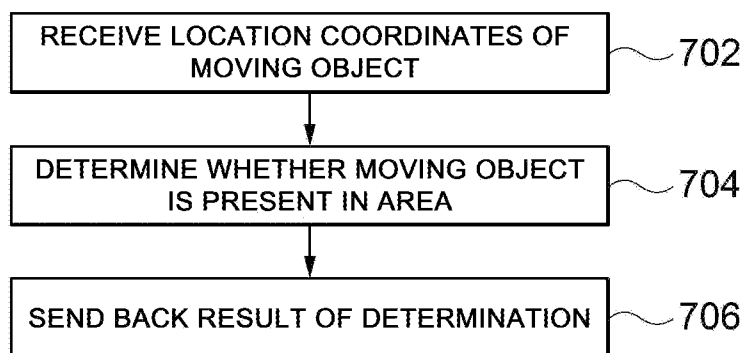 RECEIVE LOCATION COORDINATES OF
MOVING OBJECT
702
DETERMINE WHETHER MOVING OBJECT
IS PRESENT IN AREA
704
SEND BACK RESULT OF DETERMINATION
706